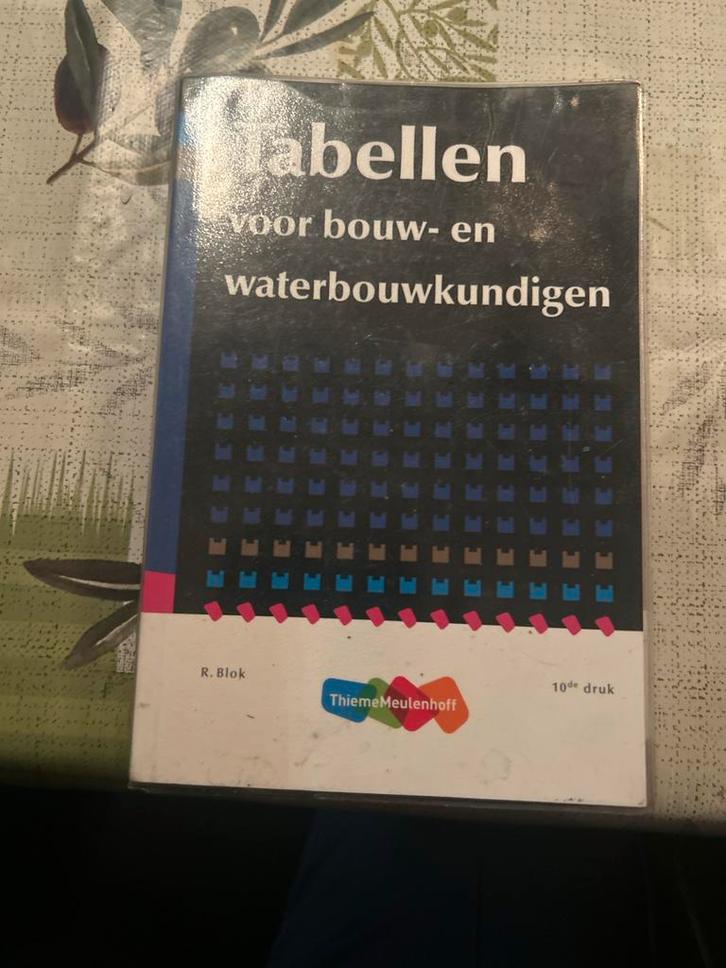 Tabellen
voor bouw- en
waterbouwkundigen
R. Blok
ThiemeMeulenhoff
10de druk